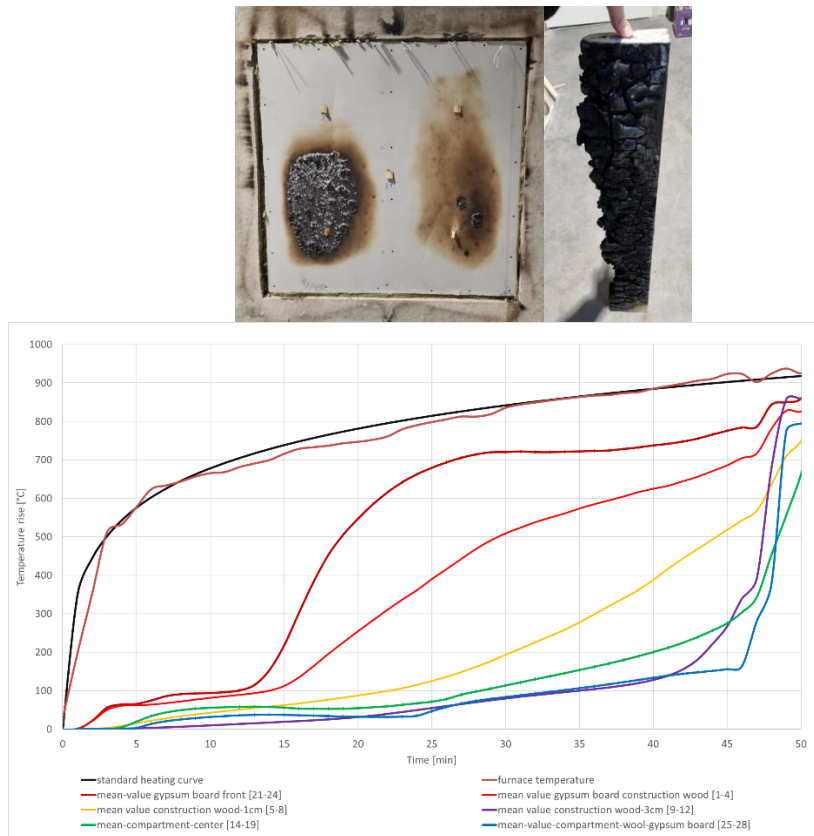 1000
900
800
700
600
500
400
300
200
100
0
Temperature rise [°C]
0 5 10 15 20 25 30 35 40 45 50
Time [min]
standard heating curve
furnace temperature
mean-value gypsum board front [21-24]
mean value gypsum board construction wood [1-4]
mean value construction wood-1cm [5-8]
mean value construction wood-3cm [9-12]
mean-compartment-center [14-19]
mean-value-compartment-wool-gypsum board [25-28]